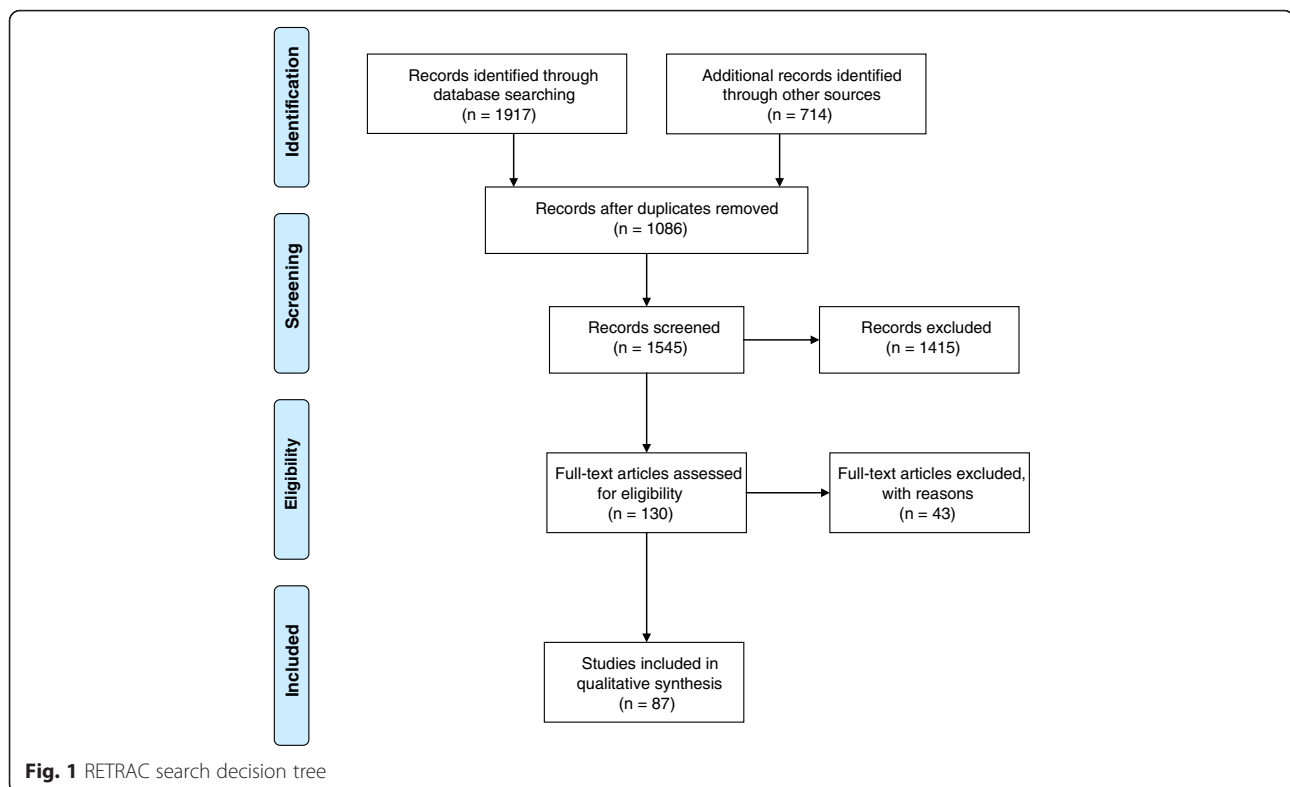 Identification
Records identified through
database searching
(n = 1917)
Additional records identified
through other sources
(n = 714)
Screening
Records after duplicates removed
(n = 1086)
Records screened
(n = 1545)
Records excluded
(n = 1415)
Eligibility
Full-text articles assessed
for eligibility
(n = 130)
Full-text articles excluded,
with reasons
(n = 43)
Included
Studies included in
qualitative synthesis
(n = 87)
Fig. 1 RETRAC search decision tree